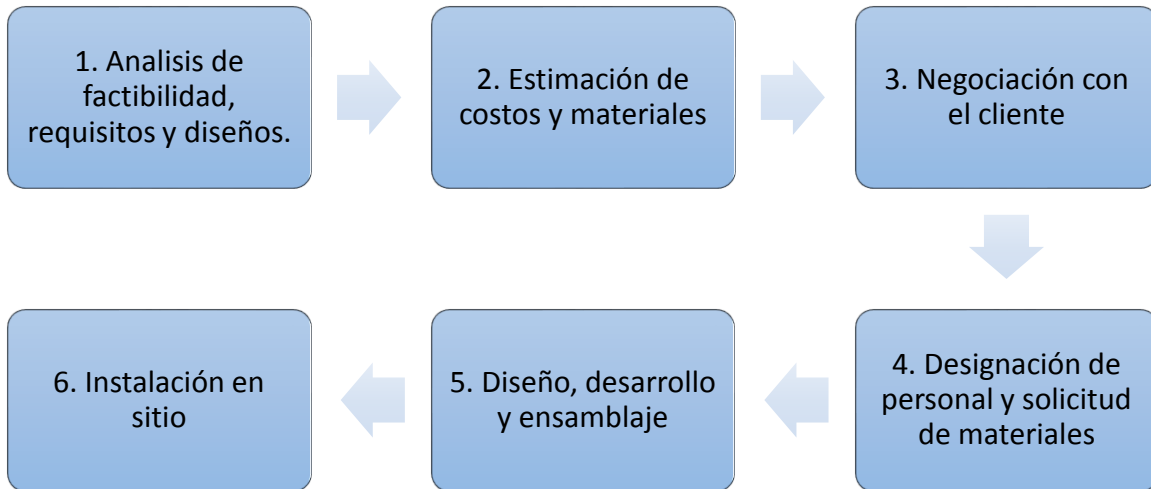 1. Analisis de
factibilidad,
requisitos y diseños.
2. Estimación de
costos y materiales
3. Negociación con
el cliente
4. Designación de
personal y solicitud
de materiales
5. Diseño, desarrollo
y ensamblaje
6. Instalación en
sitio